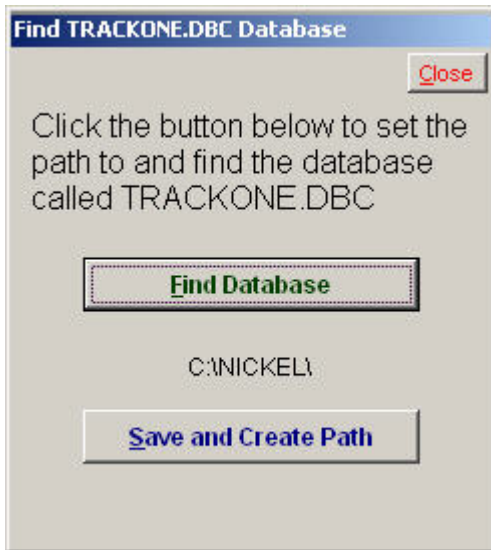 Find TRACKONE.DBC Database
Close
Click the button below to set the
path to and find the database
called TRACKONE.DBC
Find Database
C:\NICKEL\
Save and Create Path